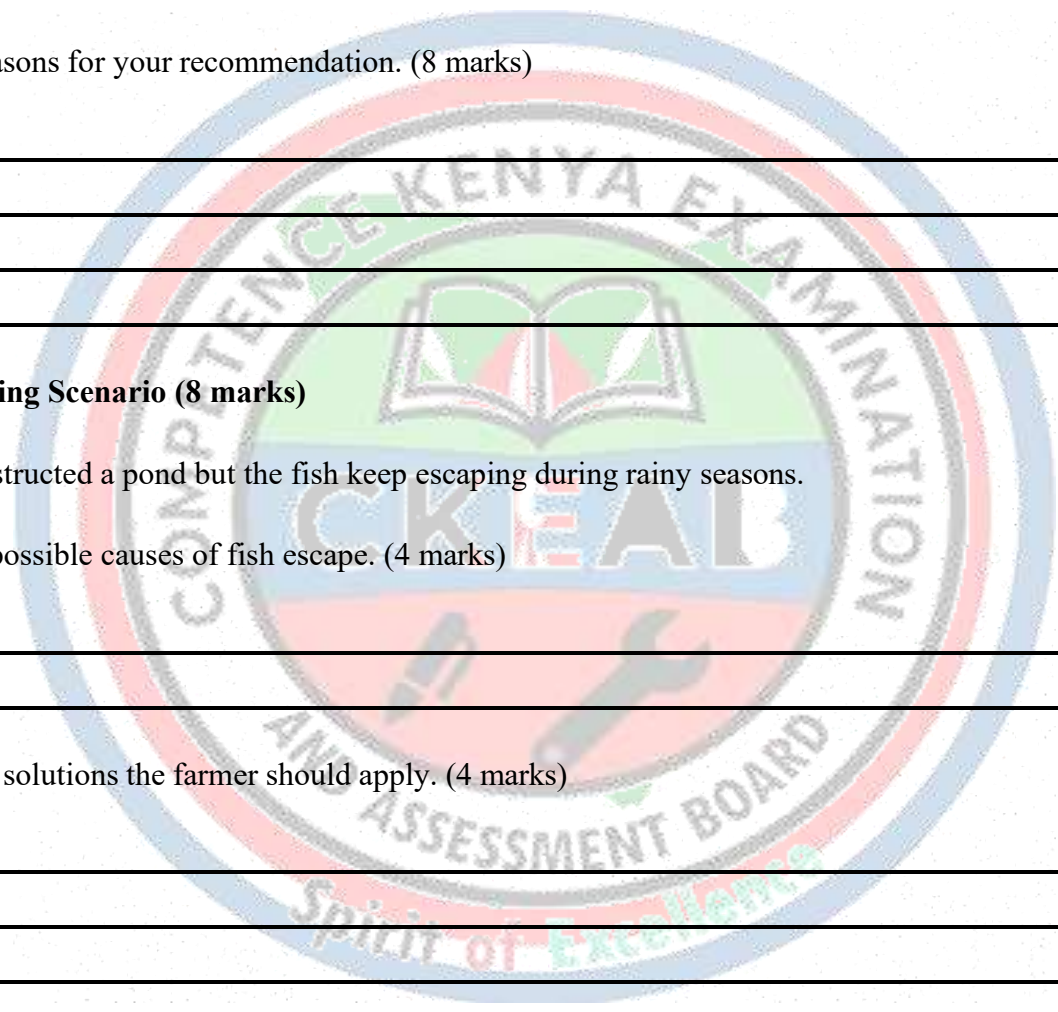 asons for your recommendation. (8 marks)
COMPETENCE KENYA EXAMINATION
ing Scenario (8 marks)
structed a pond but the fish keep escaping during rainy seasons.
CKEAB
possible causes of fish escape. (4 marks)
solutions the farmer should apply. (4 marks)
AND ASSESSMENT BOARD
Spirit of Excellence